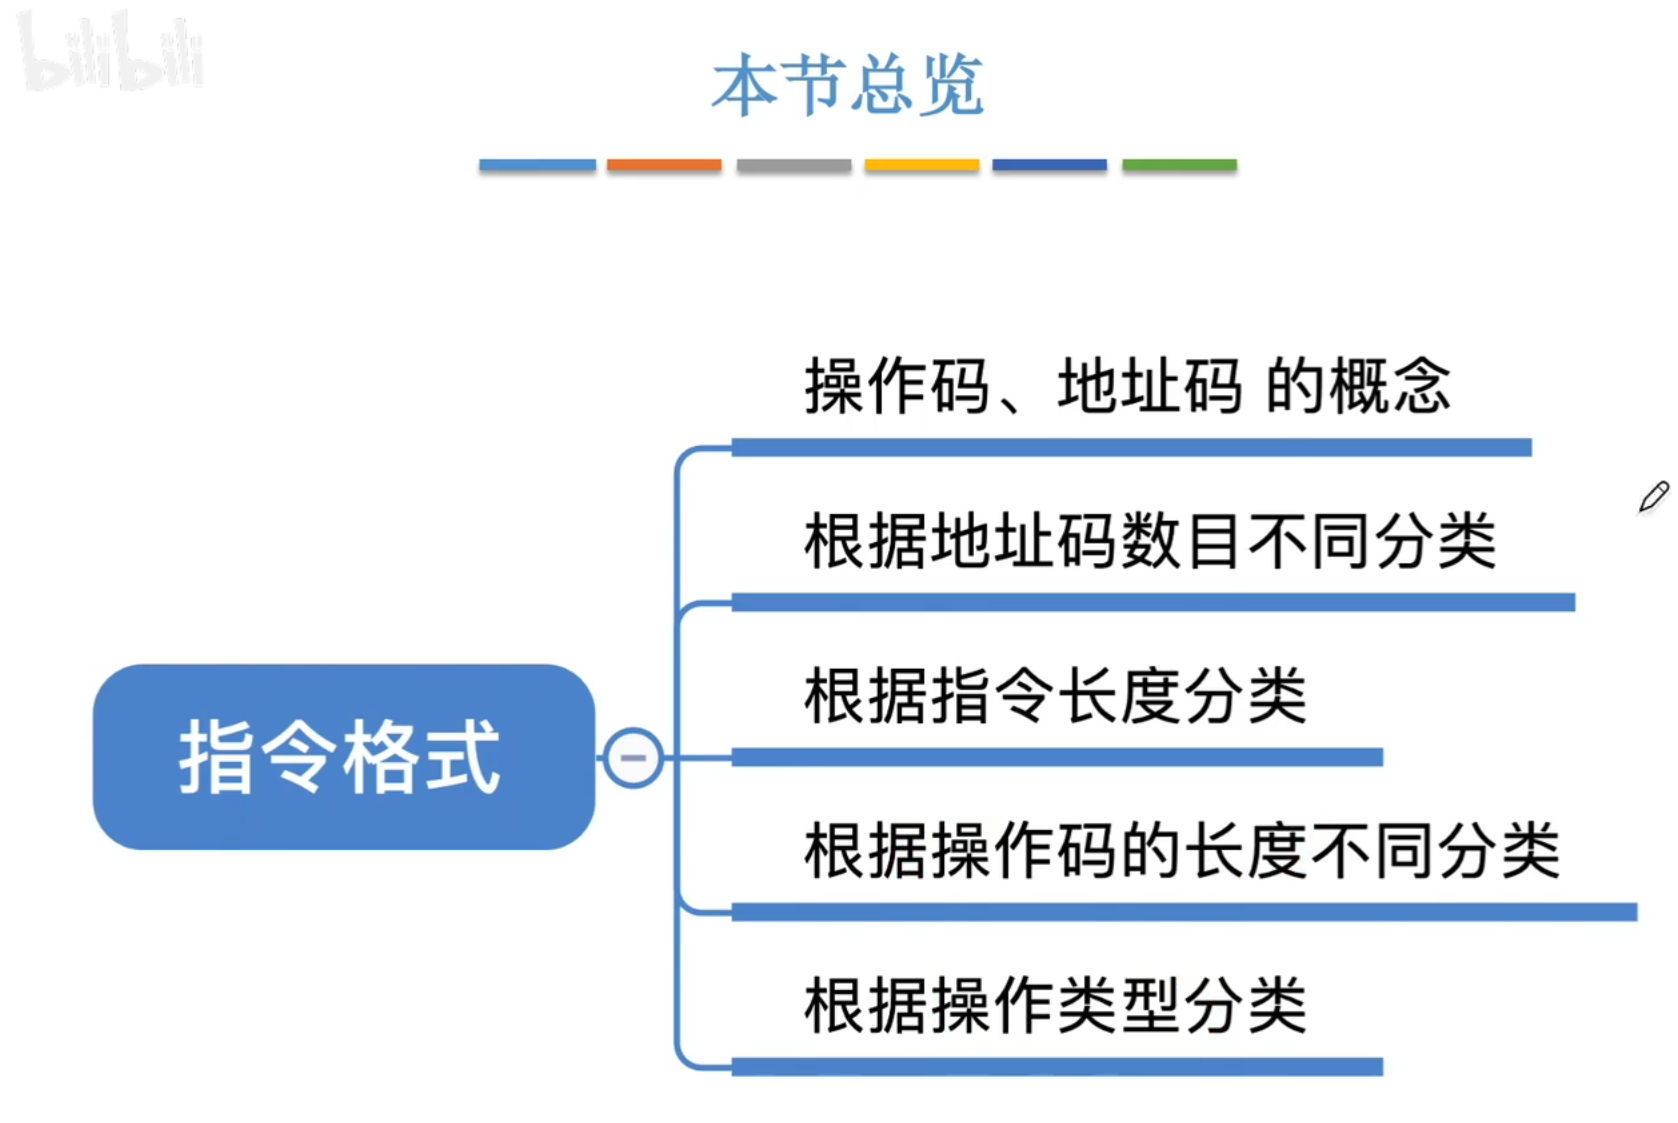 bilibili
本节总览
操作码、地址码 的概念
根据地址码数目不同分类
根据指令长度分类
指令格式
根据操作码的长度不同分类
根据操作类型分类